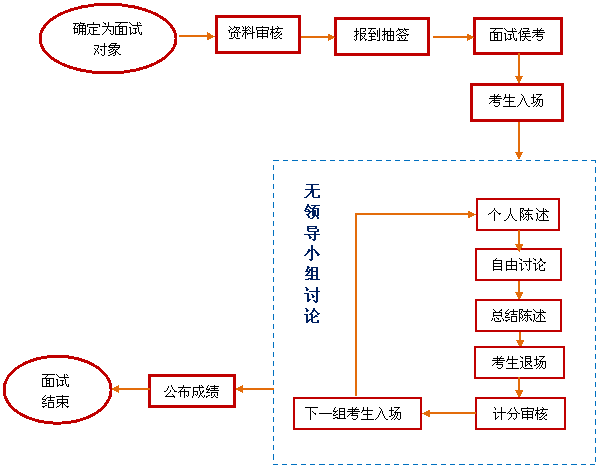 确定为面试
对象
资料审核
报到抽签
面试侯考
考生入场
无领导小组讨论
个人陈述
自由讨论
总结陈述
考生退场
计分审核
下一组考生入场
公布成绩
面试
结束